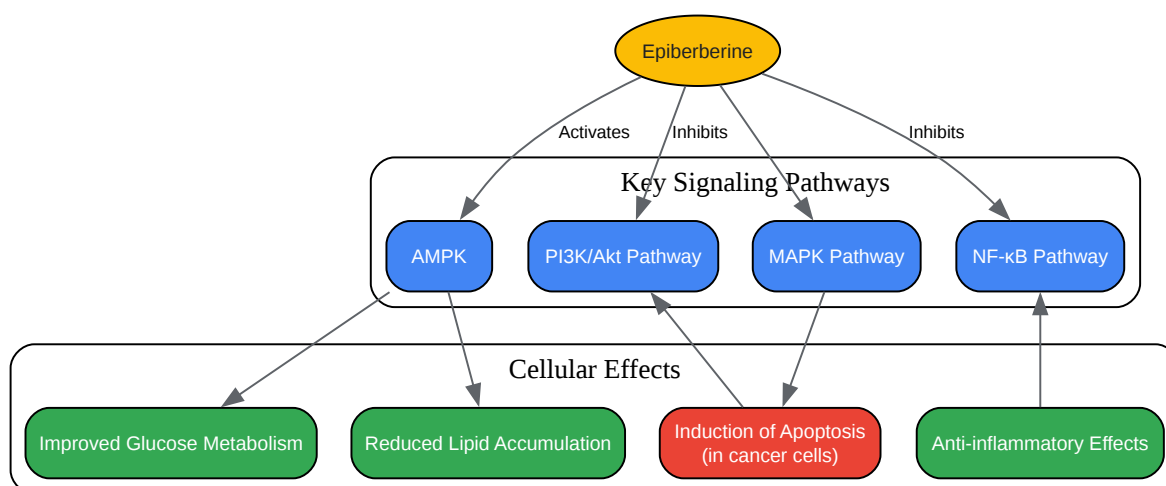 Epiberberine
Activates
Inhibits
Inhibits
Key Signaling Pathways
AMPK
PI3K/Akt Pathway
MAPK Pathway
NF-κB Pathway
Cellular Effects
Improved Glucose Metabolism
Reduced Lipid Accumulation
Induction of Apoptosis
(in cancer cells)
Anti-inflammatory Effects